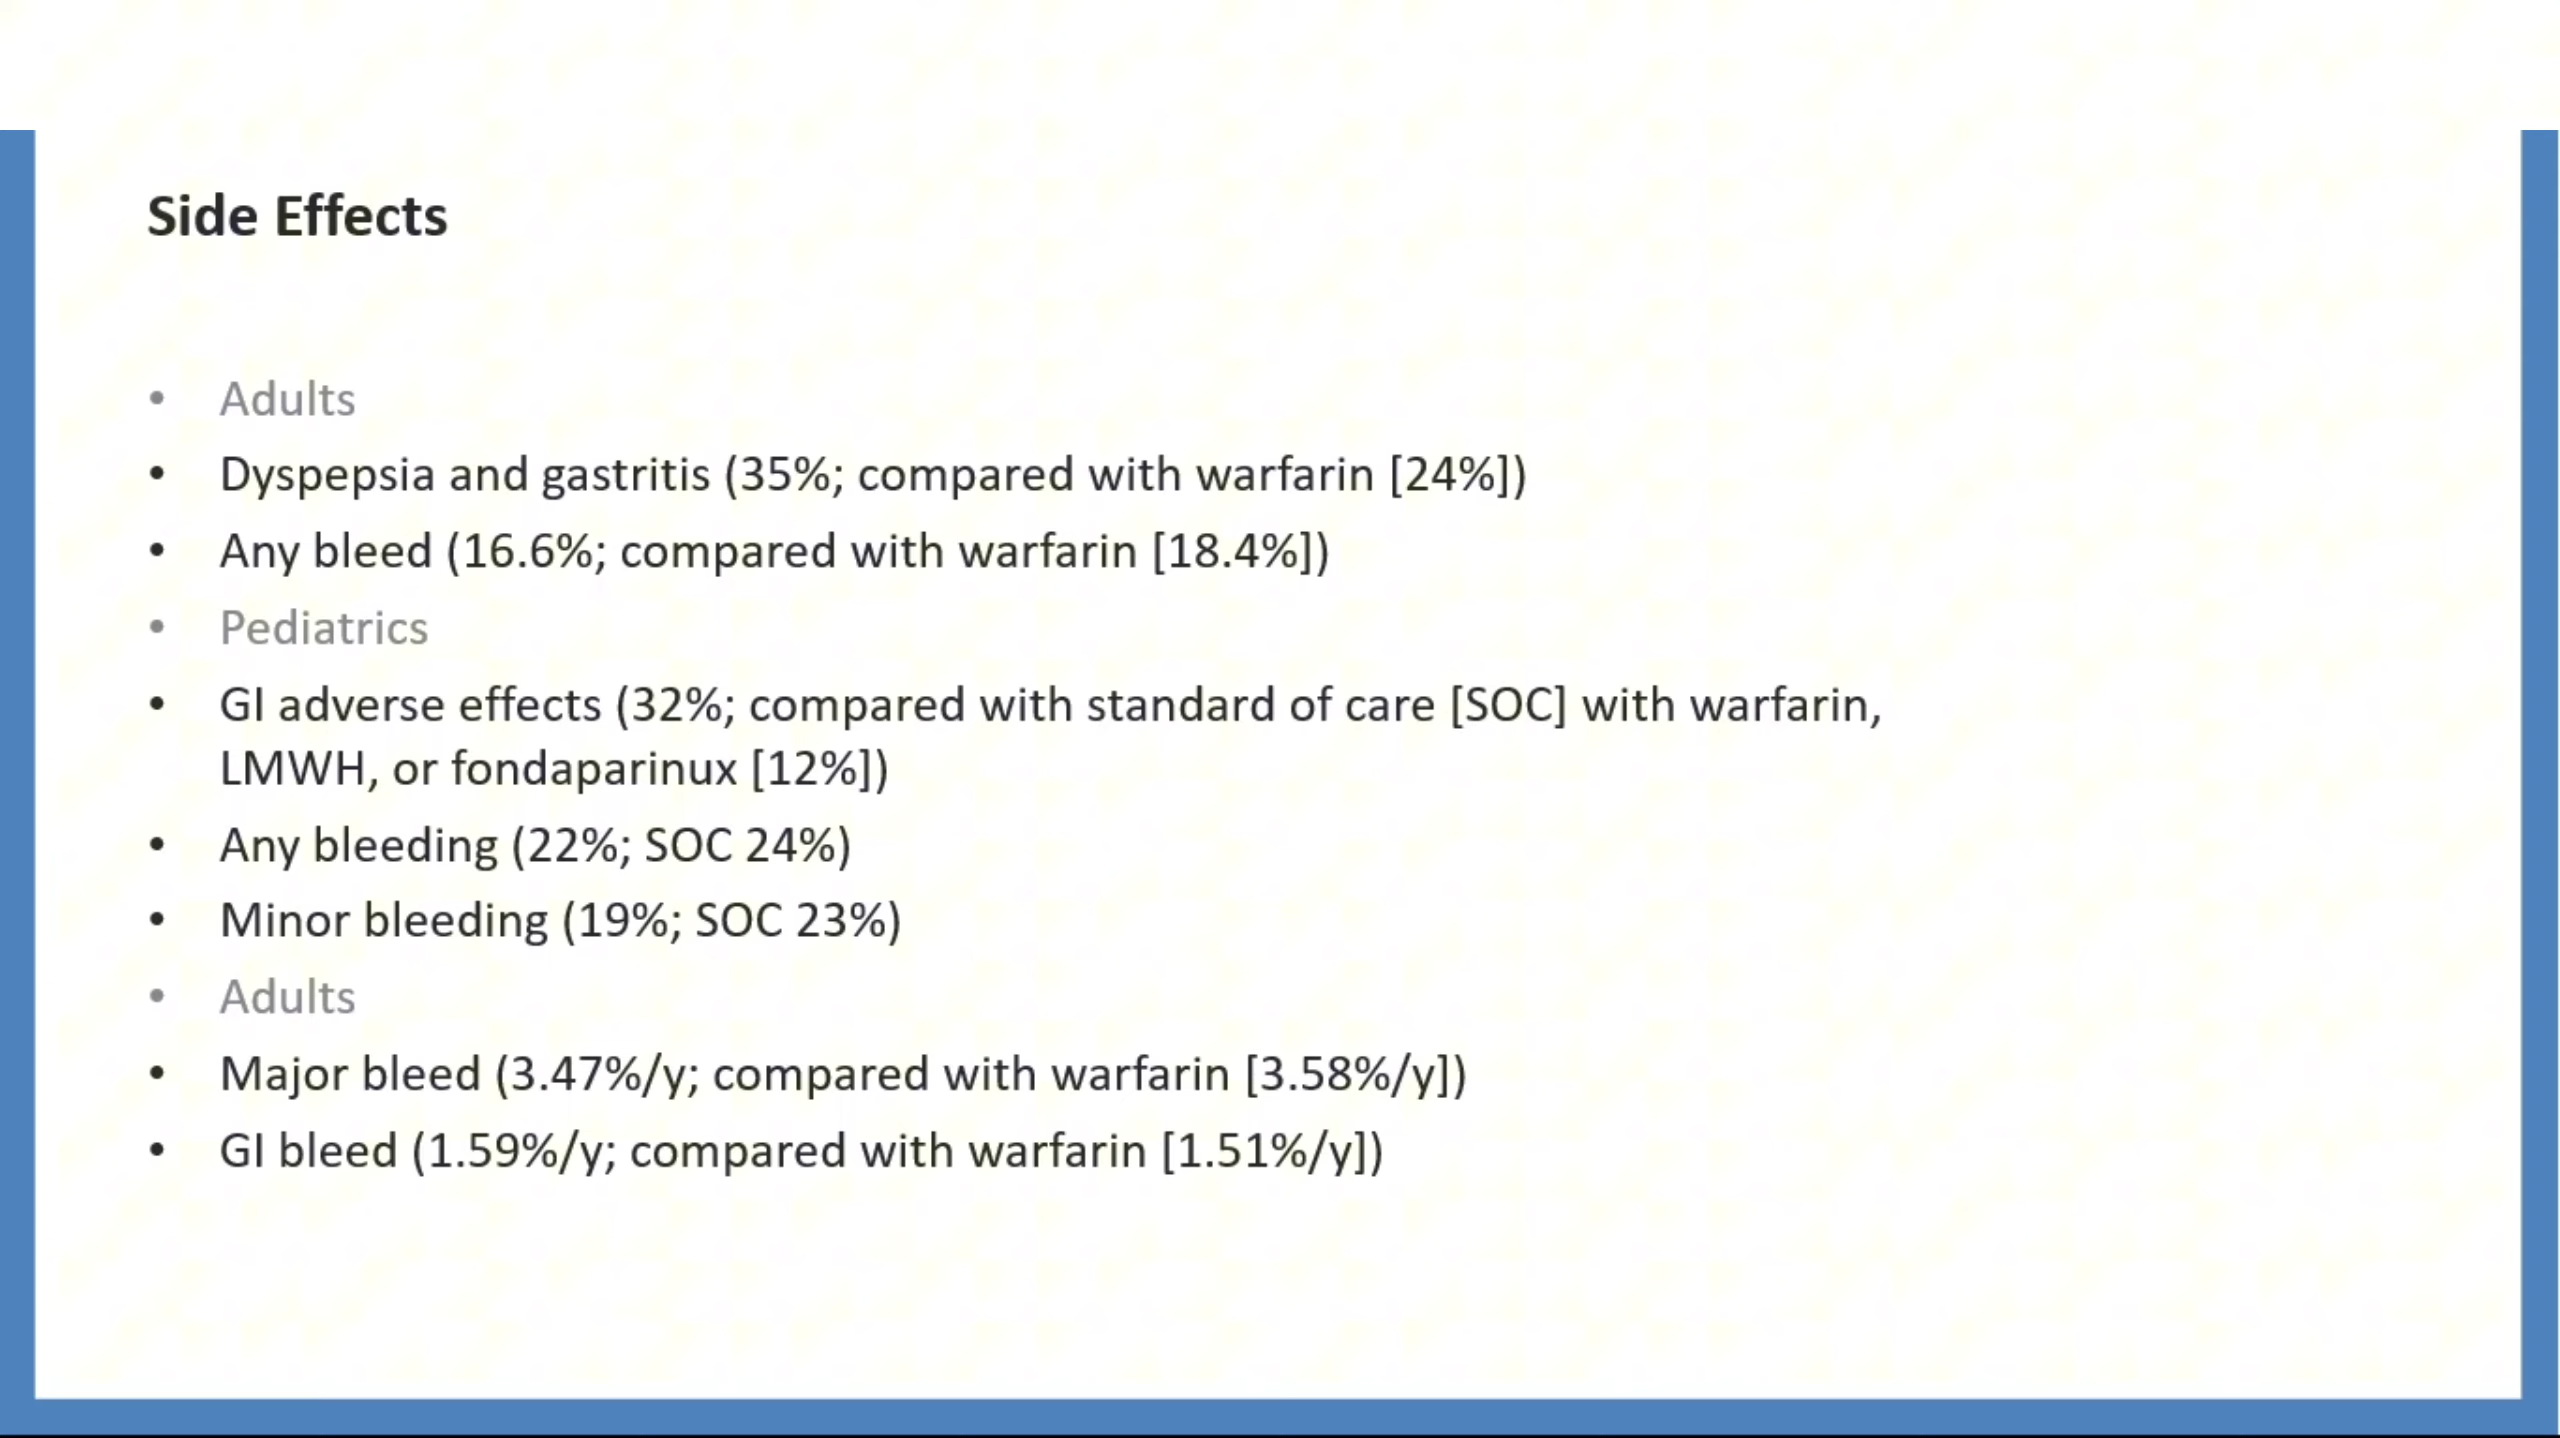 Side Effects
• Adults
• Dyspepsia and gastritis (35%; compared with warfarin [24%])
• Any bleed (16.6%; compared with warfarin [18.4%])
• Pediatrics
• GI adverse effects (32%; compared with standard of care [SOC] with warfarin,
LMWH, or fondaparinux [12%])
• Any bleeding (22%; SOC 24%)
• Minor bleeding (19%; SOC 23%)
• Adults
• Major bleed (3.47%/y; compared with warfarin [3.58%/y])
• GI bleed (1.59%/y; compared with warfarin [1.51%/y])